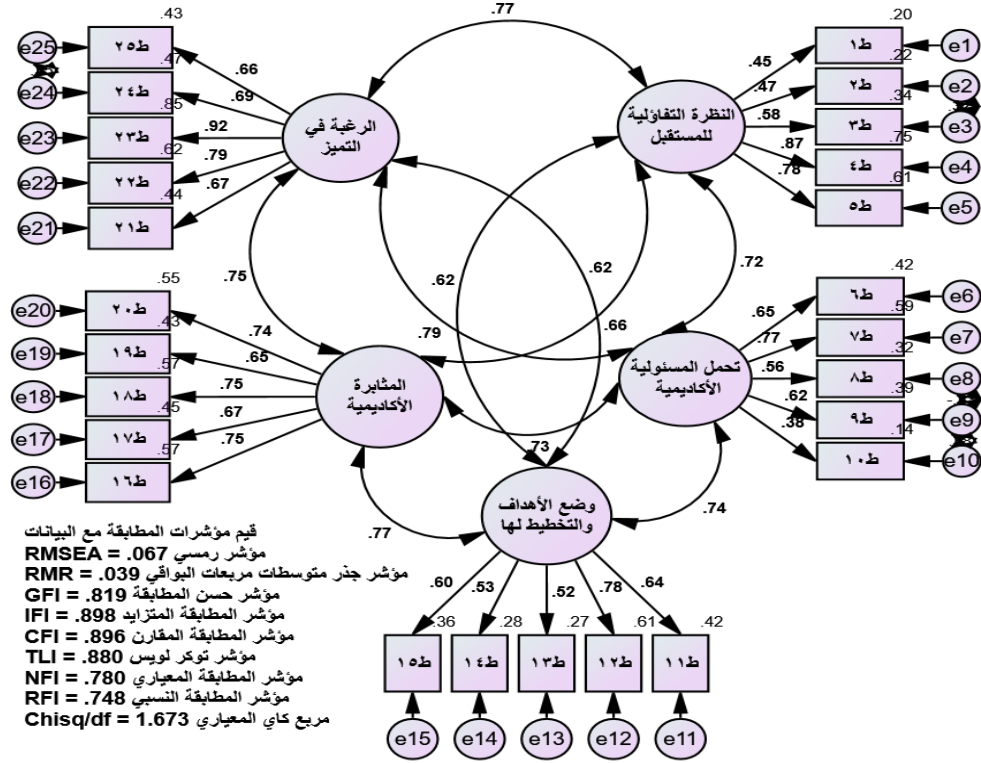 .77
.43
e25
ط٢٥
.66
.47
e24
ط٢٤
.69
.85
e23
ط٢٣
.92
.62
e22
ط٢٢
.79
.44
e21
ط٢١
.67
الرغبة في
التميز
.20
ط١
e1
.45
.22
ط٢
e2
.47
.34
ط٣
e3
.58
.75
ط٤
e4
.87
.61
ط٥
e5
.78
النظرة التفاؤلية
للمستقبل
.75
.62
.62
.72
.79
.66
.55
e20
ط٢٠
.74
.43
e19
ط١٩
.65
.57
e18
ط١٨
.75
.45
e17
ط١٧
.67
.57
e16
ط١٦
.75
المثابرة
الأكاديمية
.42
ط٦
e6
.65
.59
ط٧
e7
.77
.32
ط٨
e8
.56
.39
ط٩
e9
.62
.14
ط١٠
e10
.38
تحمل المسئولية
الأكاديمية
.73
.77
.74
وضع الأهداف
والتخطيط لها
.60
.53
.52
.78
.64
.36
.28
.27
.61
.42
ط١٥
ط١٤
ط١٣
ط١٢
ط١١
e15
e14
e13
e12
e11
قيم مؤشرات المطابقة مع البيانات
RMSEA = .067 مؤشر رمسي
RMR = .039 مؤشر جذر متوسطات مربعات البواقي
GFI = .819 مؤشر حسن المطابقة
IFI = .898 مؤشر المطابقة المتزايد
CFI = .896 مؤشر المطابقة المقارن
TLI = .880 مؤشر توكر لويس
NFI = .780 مؤشر المطابقة المعياري
RFI = .748 مؤشر المطابقة النسبي
Chisq/df = 1.673 مربع كاي المعياري